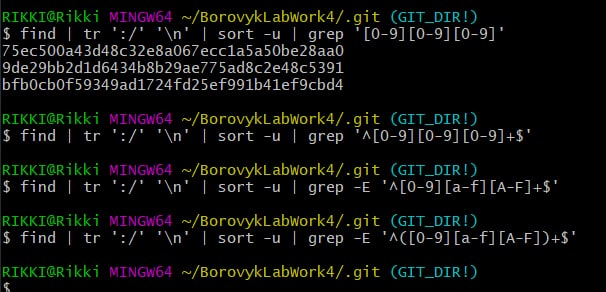 RIKKI@Rikki MINGW64 ~/BorovykLabWork4/.git (GIT_DIR!)
$ find | tr ':/' '\n' | sort -u | grep '[0-9][0-9][0-9]'
75ec500a43d48c32e8a067ecc1a5a50be28aa0
9de29bb2d1d6434b8b29ae775ad8c2e48c5391
bfb0cb0f59349ad1724fd25ef991b41ef9cbd4
RIKKI@Rikki MINGW64 ~/BorovykLabWork4/.git (GIT_DIR!)
$ find | tr ':/' '\n' | sort -u | grep '^[0-9][0-9][0-9]+$'
RIKKI@Rikki MINGW64 ~/BorovykLabWork4/.git (GIT_DIR!)
$ find | tr ':/' '\n' | sort -u | grep -E '^[0-9][a-f][A-F]+$'
RIKKI@Rikki MINGW64 ~/BorovykLabWork4/.git (GIT_DIR!)
$ find | tr ':/' '\n' | sort -u | grep -E '^([0-9][a-f][A-F])+$'
RIKKI@Rikki MINGW64 ~/BorovykLabWork4/.git (GIT_DIR!)
$